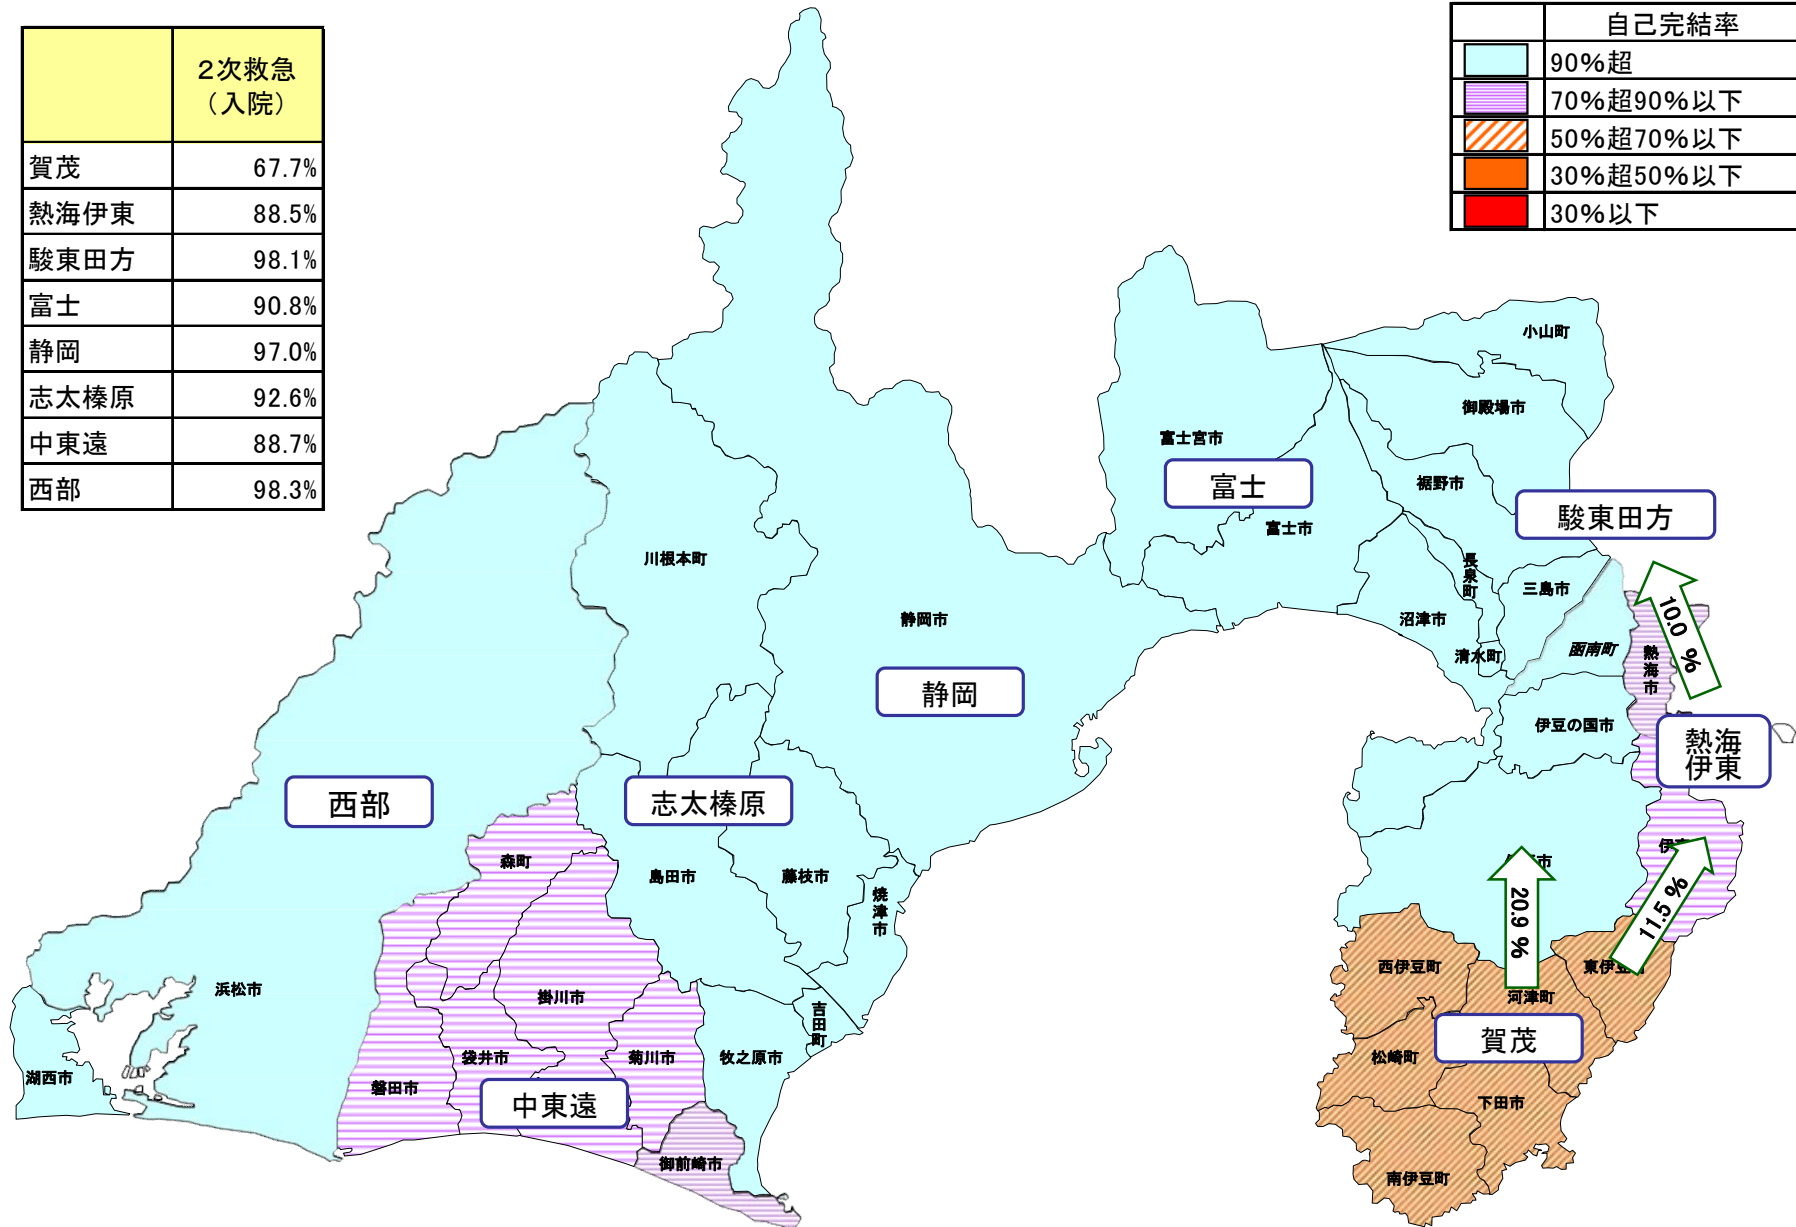 2次救急
（入院）
賀茂 67.7%
熱海伊東 88.5%
駿東田方 98.1%
富士 90.8%
静岡 97.0%
志太榛原 92.6%
中東遠 88.7%
西部 98.3%
自己完結率
90%超
70%超90%以下
50%超70%以下
30%超50%以下
30%以下
小山町
御殿場市
富士宮市
富士
裾野市
駿東田方
富士市
川根本町
長泉町
三島市
10.0 %
静岡市
沼津市
函南町
清水町
熱海市
静岡
伊豆の国市
熱海
伊東
西部
志太榛原
森町
島田市
藤枝市
焼津市
市
伊
20.9 %
11.5 %
西伊豆町
東伊豆
浜松市
掛川市
河津町
吉田町
賀茂
袋井市
菊川市
牧之原市
松崎町
湖西市
磐田市
中東遠
下田市
御前崎市
南伊豆町